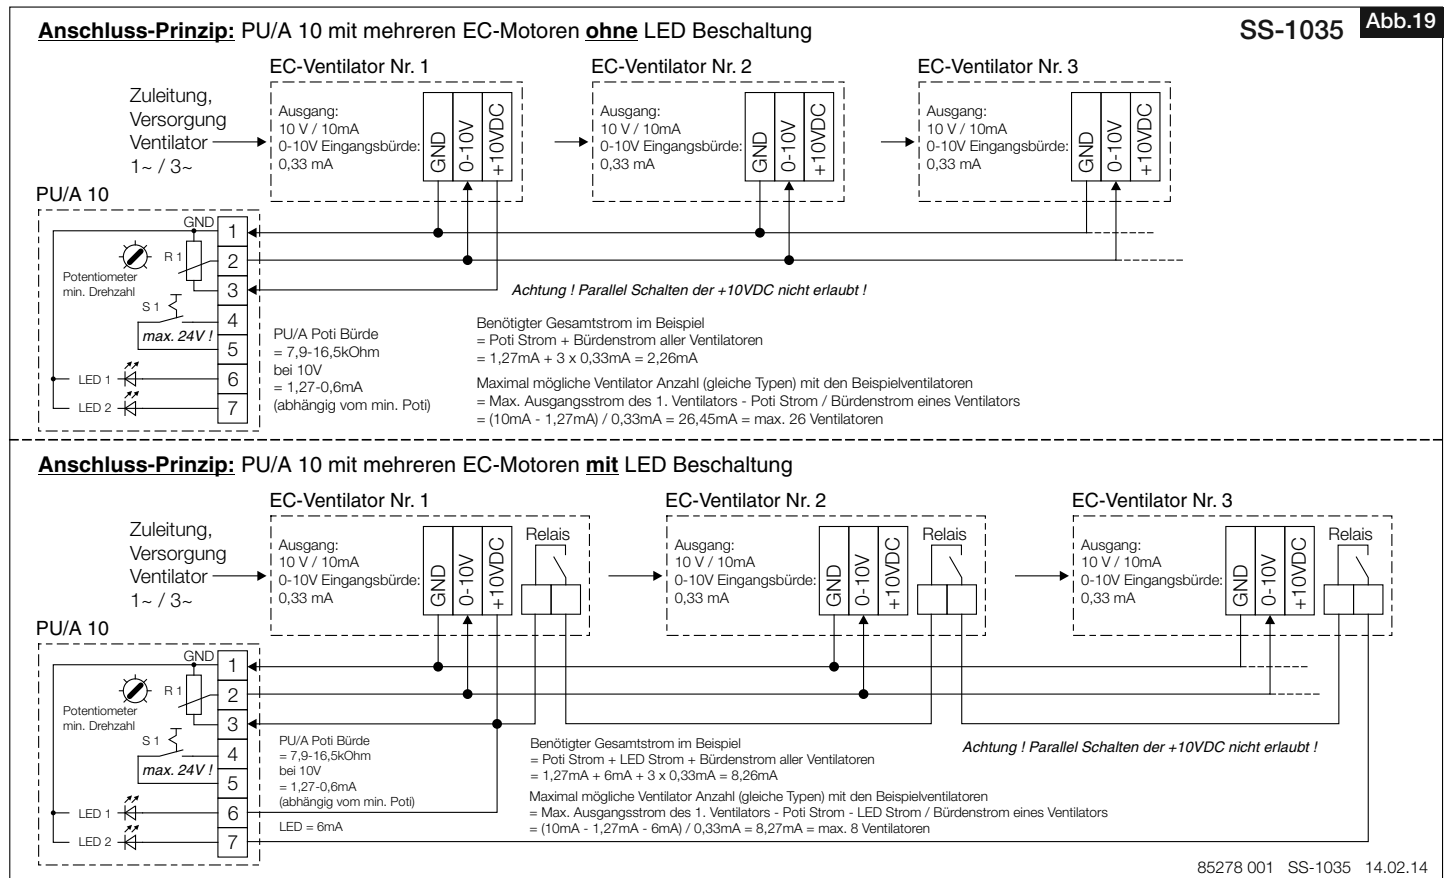 Anschluss-Prinzip: PU/A 10 mit mehreren EC-Motoren ohne LED Beschaltung
SS-1035
Abb.19
EC-Ventilator Nr. 1
EC-Ventilator Nr. 2
EC-Ventilator Nr. 3
Zuleitung,
Versorgung
Ventilator
1~ / 3~
Ausgang:
10 V / 10mA
0-10V Eingangsbürde:
0,33 mA
GND
0-10V
+10VDC
Ausgang:
10 V / 10mA
0-10V Eingangsbürde:
0,33 mA
GND
0-10V
+10VDC
Ausgang:
10 V / 10mA
0-10V Eingangsbürde:
0,33 mA
GND
0-10V
+10VDC
PU/A 10
GND
1
R 1
2
Potentiometer
min. Drehzahl
3
S 1
4
max. 24V !
5
LED 1
6
LED 2
7
Achtung ! Parallel Schalten der +10VDC nicht erlaubt !
PU/A Poti Bürde
= 7,9-16,5kOhm
bei 10V
= 1,27-0,6mA
(abhängig vom min. Poti)
Benötigter Gesamtstrom im Beispiel
= Poti Strom + Bürdenstrom aller Ventilatoren
= 1,27mA + 3 x 0,33mA = 2,26mA
Maximal mögliche Ventilator Anzahl (gleiche Typen) mit den Beispielventilatoren
= Max. Ausgangsstrom des 1. Ventilators - Poti Strom / Bürdenstrom eines Ventilators
= (10mA - 1,27mA) / 0,33mA = 26,45mA = max. 26 Ventilatoren
Anschluss-Prinzip: PU/A 10 mit mehreren EC-Motoren mit LED Beschaltung
EC-Ventilator Nr. 1
EC-Ventilator Nr. 2
EC-Ventilator Nr. 3
Zuleitung,
Versorgung
Ventilator
1~ / 3~
Ausgang:
10 V / 10mA
0-10V Eingangsbürde:
0,33 mA
GND
0-10V
+10VDC
Relais
Ausgang:
10 V / 10mA
0-10V Eingangsbürde:
0,33 mA
GND
0-10V
+10VDC
Relais
Ausgang:
10 V / 10mA
0-10V Eingangsbürde:
0,33 mA
GND
0-10V
+10VDC
Relais
PU/A 10
GND
1
R 1
2
Potentiometer
min. Drehzahl
3
S 1
4
max. 24V !
5
LED 1
6
LED 2
7
PU/A Poti Bürde
= 7,9-16,5kOhm
bei 10V
= 1,27-0,6mA
(abhängig vom min. Poti)
LED = 6mA
Benötigter Gesamtstrom im Beispiel
= Poti Strom + LED Strom + Bürdenstrom aller Ventilatoren
= 1,27mA + 6mA + 3 x 0,33mA = 8,26mA
Achtung ! Parallel Schalten der +10VDC nicht erlaubt !
Maximal mögliche Ventilator Anzahl (gleiche Typen) mit den Beispielventilatoren
= Max. Ausgangsstrom des 1. Ventilators - Poti Strom - LED Strom / Bürdenstrom eines Ventilators
= (10mA - 1,27mA - 6mA) / 0,33mA = 8,27mA = max. 8 Ventilatoren
85278 001 SS-1035 14.02.14